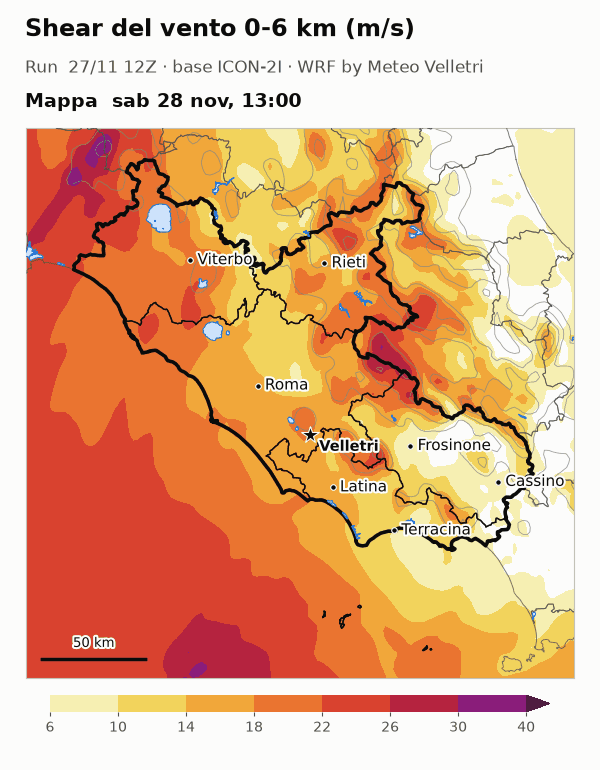 Shear del vento 0-6 km (m/s)
Run  27/11 12Z · base ICON-2I · WRF by Meteo Velletri
Mappa  sab 28 nov, 13:00
Viterbo
Rieti
Roma
Velletri
Frosinone
Cassino
Latina
Terracina
50 km
6 10 14 18 22 26 30 40